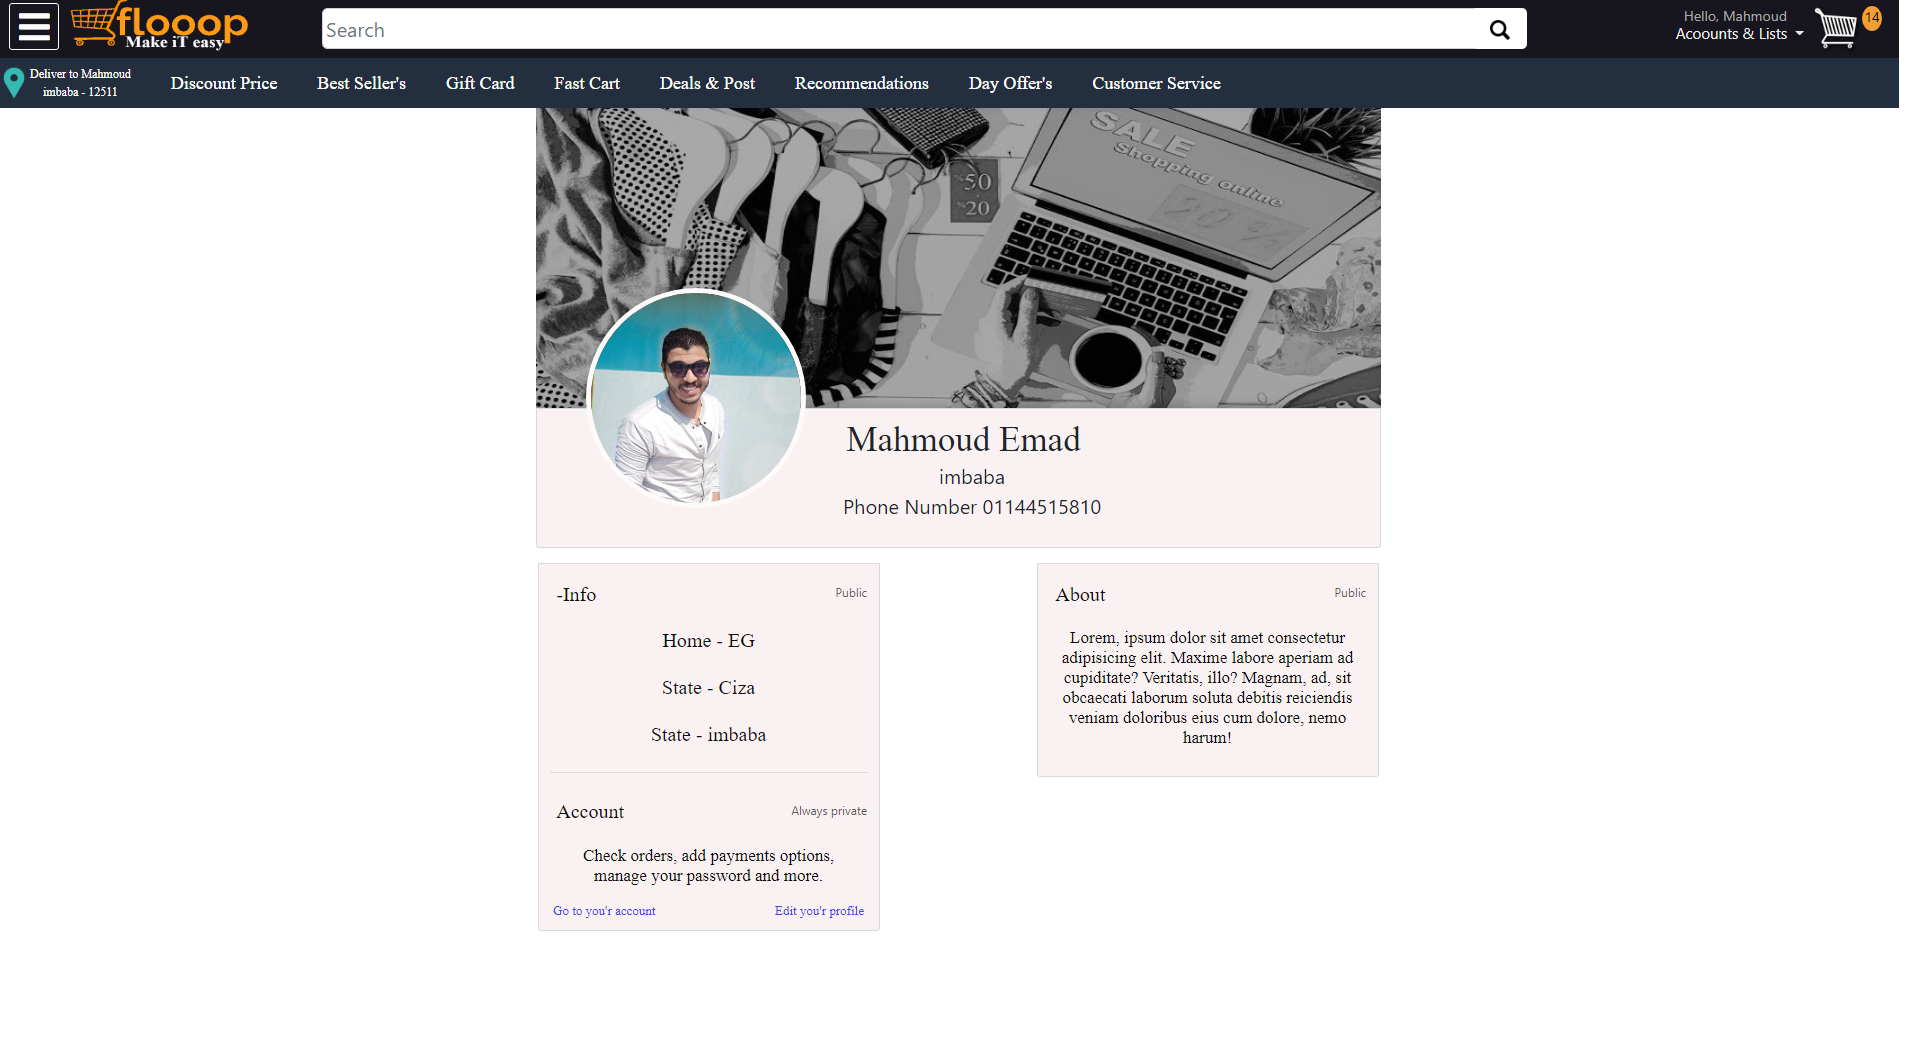 flooop
Make iT easy
Search
Hello, Mahmoud
Acoounts & Lists
14
Deliver to Mahmoud
imbaba - 12511
Discount Price
Best Seller's
Gift Card
Fast Cart
Deals & Post
Recommendations
Day Offer's
Customer Service
SALE
Shopping online
20%
%50
%20
Mahmoud Emad
imbaba
Phone Number 01144515810
-Info
Public
Home - EG
State - Ciza
State - imbaba
Account
Always private
Check orders, add payments options,
manage your password and more.
Go to you'r account
Edit you'r profile
About
Public
Lorem, ipsum dolor sit amet consectetur
adipisicing elit. Maxime labore aperiam ad
cupiditate? Veritatis, illo? Magnam, ad, sit
obcaecati laborum soluta debitis reiciendis
veniam doloribus eius cum dolore, nemo
harum!